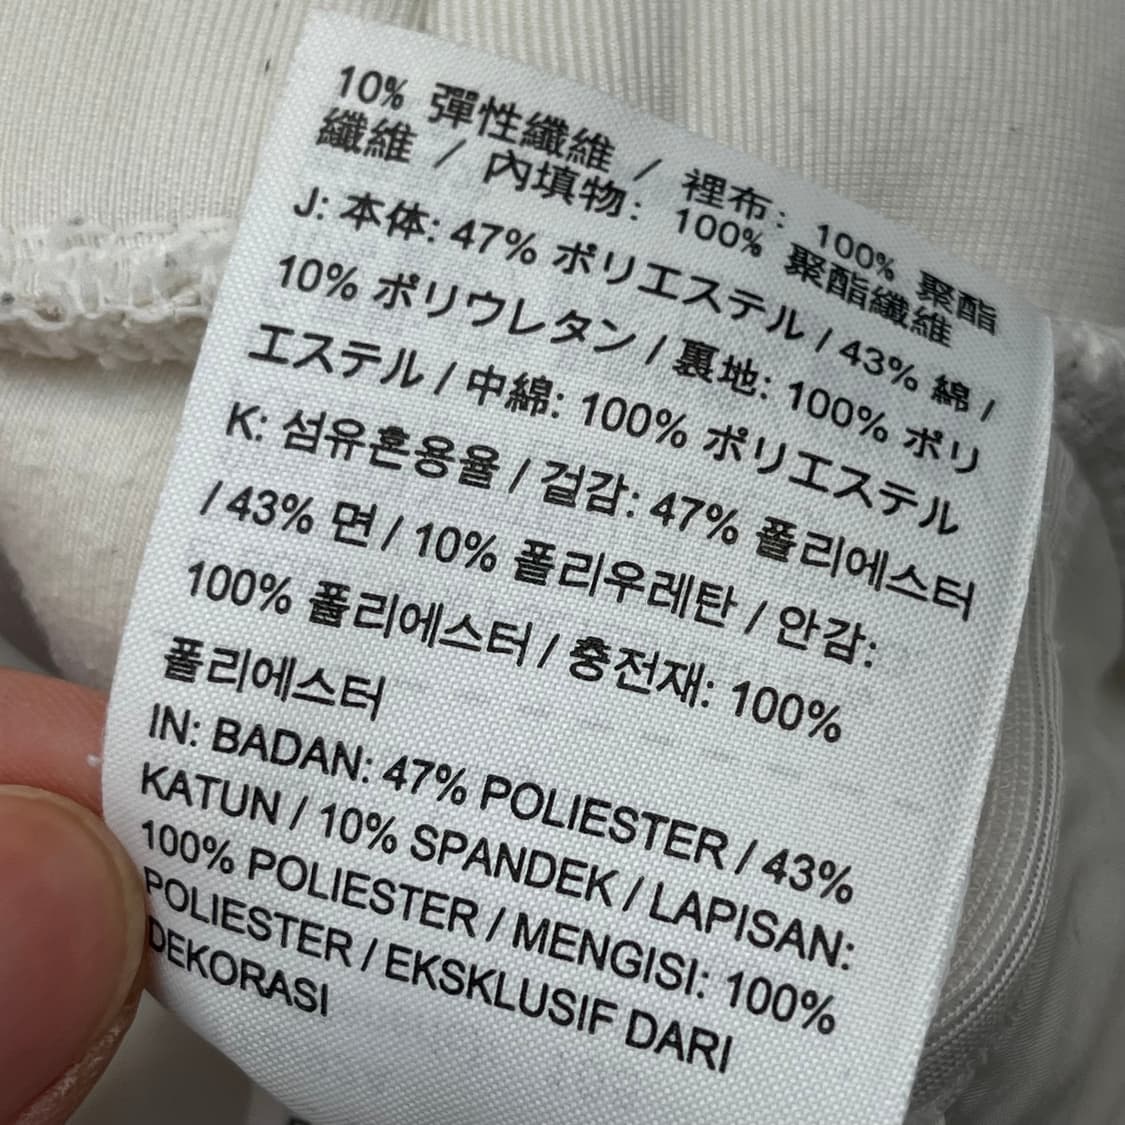 10% 彈性纖維 / 裡布: 100% 聚酯
纖維 / 內填物: 100% 聚酯纖維
J: 本体: 47% ポリエステル / 43% 綿 /
10% ポリウレタン / 裏地: 100% ポリ
エステル / 中綿: 100% ポリエステル
K: 섬유혼용율 / 겉감: 47% 폴리에스터
/ 43% 면 / 10% 폴리우레탄 / 안감:
100% 폴리에스터 / 충전재: 100%
폴리에스터
IN: BADAN: 47% POLIESTER / 43%
KATUN / 10% SPANDEK / LAPISAN:
100% POLIESTER / MENGISI: 100%
POLIESTER / EKSKLUSIF DARI
DEKORASI